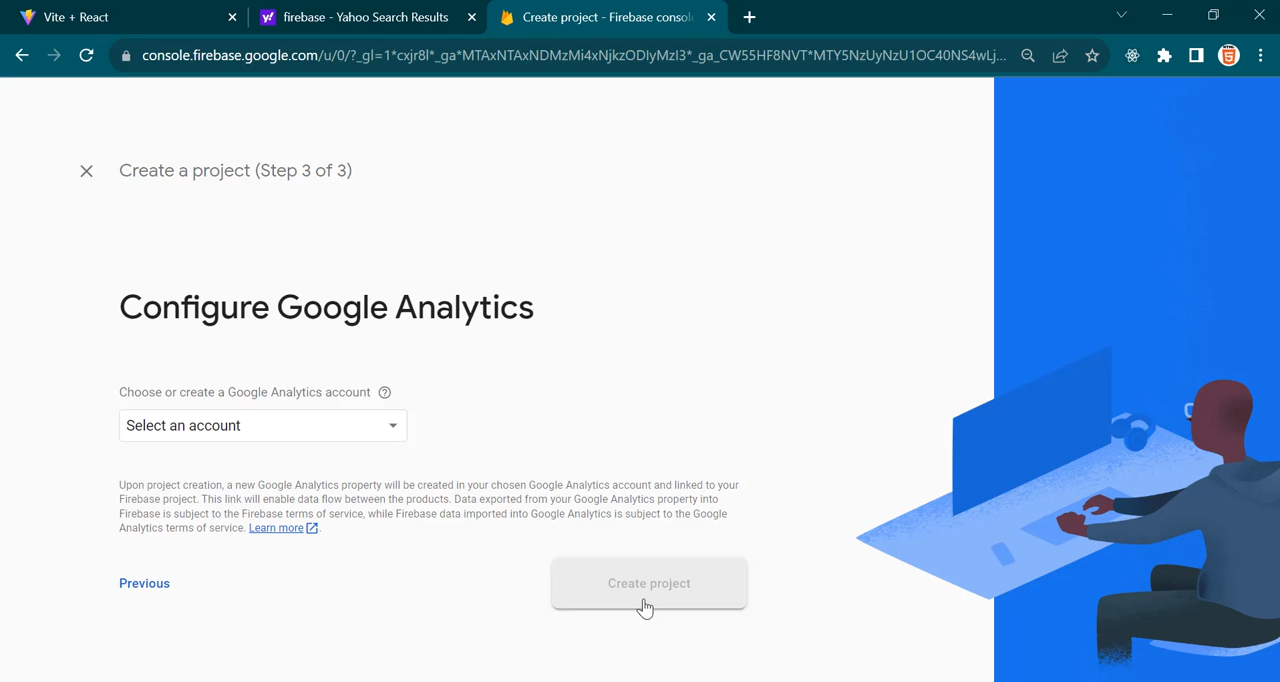 Vite + React
firebase - Yahoo Search Results
Create project - Firebase consol
console.firebase.google.com/u/0/?_gl=1*cxjr8l*_ga*MTAxNTAxNDMzMi4xNjkzODIyMzI3*_ga_CW55HF8NVT*MTY5NzUyNzU1OC40NS4wLj...
Create a project (Step 3 of 3)
Configure Google Analytics
Choose or create a Google Analytics account
Select an account
Upon project creation, a new Google Analytics property will be created in your chosen Google Analytics account and linked to your
Firebase project. This link will enable data flow between the products. Data exported from your Google Analytics property into
Firebase is subject to the Firebase terms of service, while Firebase data imported into Google Analytics is subject to the Google
Analytics terms of service. Learn more.
Previous
Create project